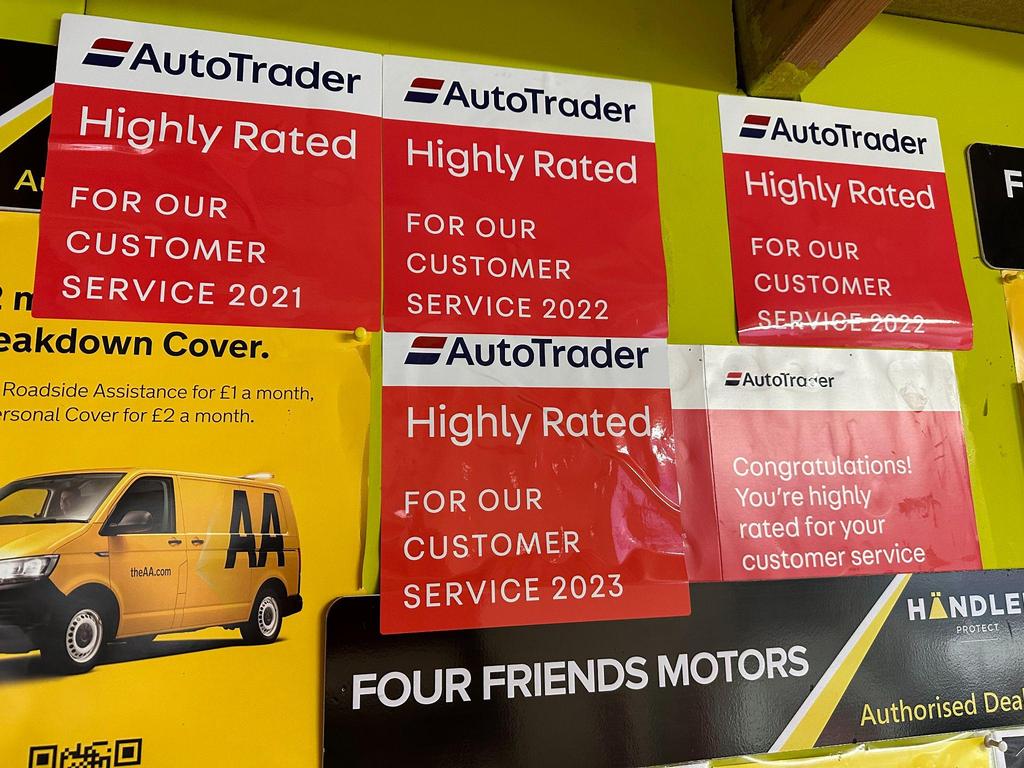 AutoTrader
Highly Rated
FOR OUR
CUSTOMER
SERVICE 2021
AutoTrader
Highly Rated
FOR OUR
CUSTOMER
SERVICE 2022
AutoTrader
Highly Rated
FOR OUR
CUSTOMER
SERVICE 2022
AutoTrader
Highly Rated
FOR OUR
CUSTOMER
SERVICE 2023
AutoTrader
Congratulations!
You're highly
rated for your
customer service
eakdown Cover.
Roadside Assistance for £1 a month,
ersonal Cover for £2 a month.
AA
theAA.com
FOUR FRIENDS MOTORS
HÄNDLE
PROTECT
Authorised Deal